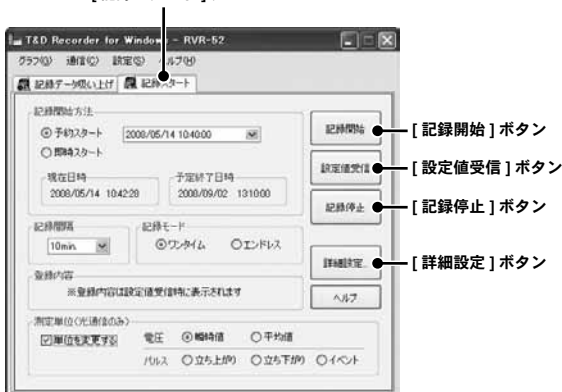 T&D Recorder for Windows - RVR-52
グラフ(G) 通信(C) 設定(S) ヘルプ(H)
記録データ吸い上げ 記録スタート
記録開始方法
予約スタート 2008/05/14 10:40:00
即時スタート
現在日時 予定終了日時
2008/05/14 10:42:28 2008/09/02 13:10:00
記録開始 [ 記録開始 ] ボタン
設定値受信 [ 設定値受信 ] ボタン
記録停止 [ 記録停止 ] ボタン
記録間隔 記録モード
10min. ワンタイム エンドレス
詳細設定... [ 詳細設定 ] ボタン
登録内容
※登録内容は設定値受信時に表示されます
ヘルプ
測定単位(光通信のみ)
単位を変更する 電圧 瞬時値 平均値
パルス 立ち上がり 立ち下がり イベント